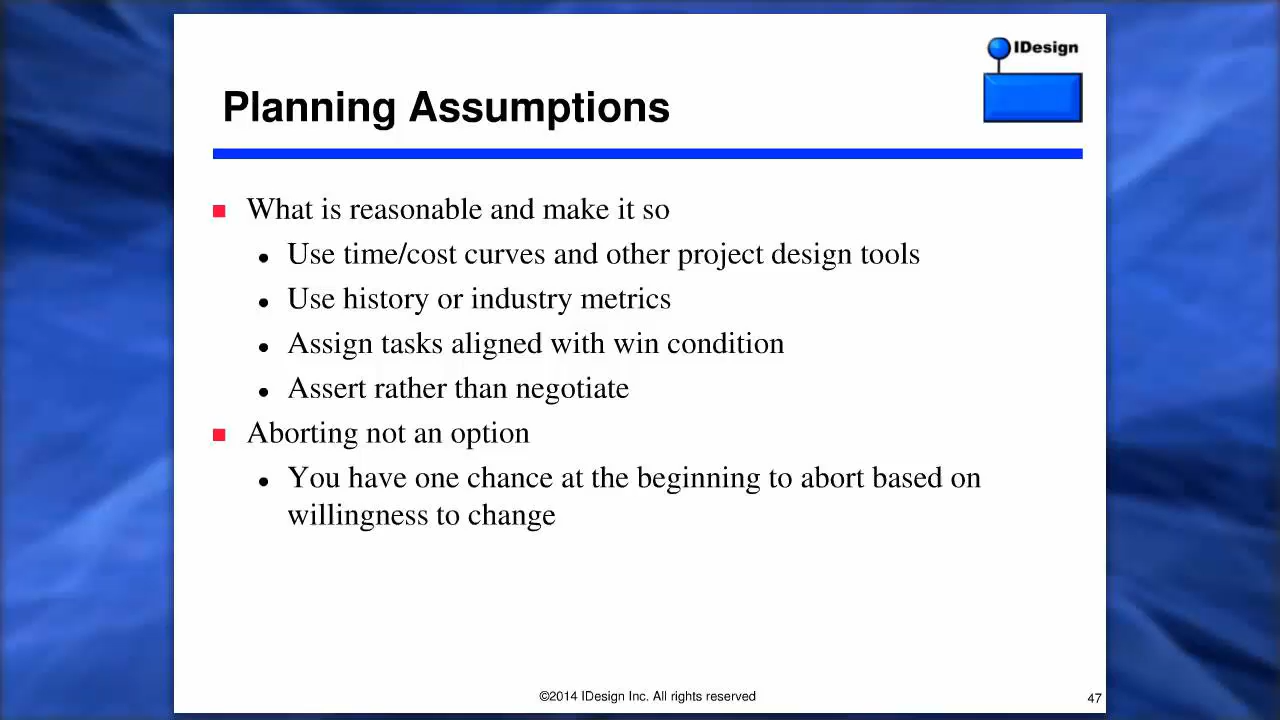 IDesign
Planning Assumptions
What is reasonable and make it so
Use time/cost curves and other project design tools
Use history or industry metrics
Assign tasks aligned with win condition
Assert rather than negotiate
Aborting not an option
You have one chance at the beginning to abort based on
willingness to change
©2014 IDesign Inc. All rights reserved
47